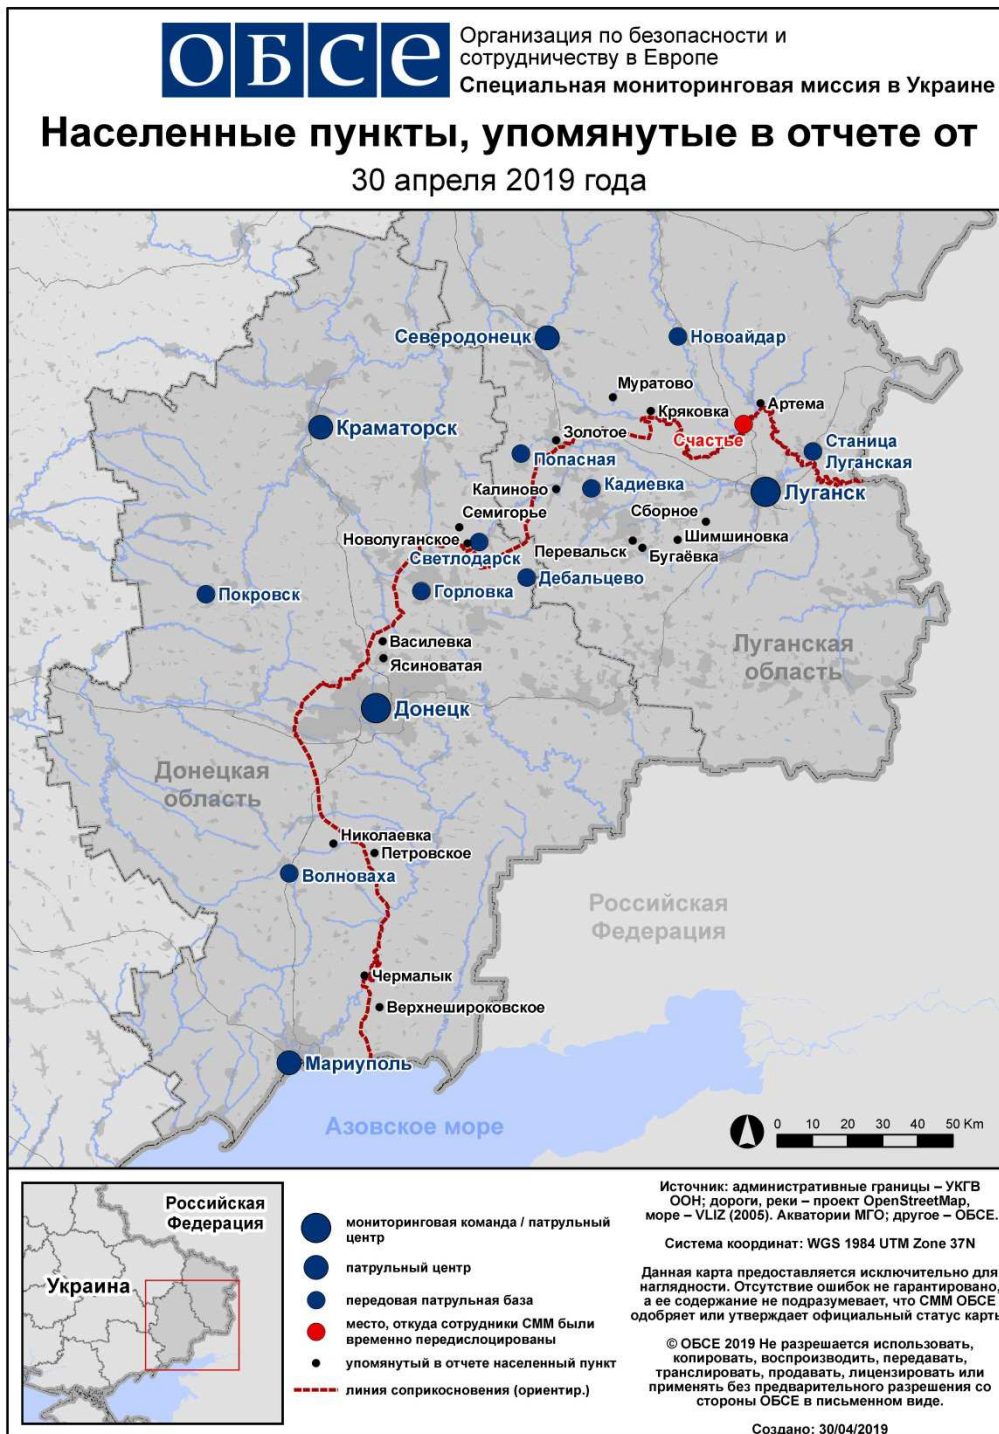 ОБСЕ
Организация по безопасности и
сотрудничеству в Европе
Специальная мониторинговая миссия в Украине
Населенные пункты, упомянутые в отчете от
30 апреля 2019 года
Северодонецк
Новоайдар
Муратово
Артема
Кряковка
Краматорск
Золотое
Счастье
Станица
Луганская
Попасная
Калиново
Кадиевка
Луганск
Семигорье
Сборное
Новолуганское
Шимшиновка
Перевальск
Бугаёвка
Светлодарск
Дебальцево
Горловка
Покровск
Василевка
Ясиноватая
Луганская
область
Донецк
Донецкая
область
Николаевка
Петровское
Волноваха
Российская
Федерация
Чермалык
Верхнешироковское
Мариуполь
Азовское море
0 10 20 30 40 50 Km
Российская
Федерация
Украина
мониторинговая команда / патрульный
центр
патрульный центр
передовая патрульная база
место, откуда сотрудники СММ были
временно передислоцированы
упомянутый в отчете населенный пункт
линия соприкосновения (ориентир.)
Источник: административные границы – УКГВ
ООН; дороги, реки – проект OpenStreetMap,
море – VLIZ (2005). Акватории МГО; другое – ОБСЕ.
Система координат: WGS 1984 UTM Zone 37N
Данная карта предоставляется исключительно для
наглядности. Отсутствие ошибок не гарантировано,
а ее содержание не подразумевает, что СММ ОБСЕ
одобряет или утверждает официальный статус карты
© ОБСЕ 2019 Не разрешается использовать,
копировать, воспроизводить, передавать,
транслировать, продавать, лицензировать или
применять без предварительного разрешения со
стороны ОБСЕ в письменном виде.
Создано: 30/04/2019